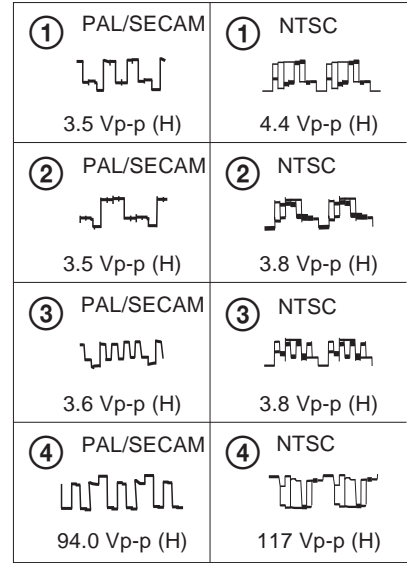 ① PAL/SECAM
3.5 Vp-p (H)
① NTSC
4.4 Vp-p (H)
② PAL/SECAM
3.5 Vp-p (H)
② NTSC
3.8 Vp-p (H)
③ PAL/SECAM
3.6 Vp-p (H)
③ NTSC
3.8 Vp-p (H)
④ PAL/SECAM
94.0 Vp-p (H)
④ NTSC
117 Vp-p (H)